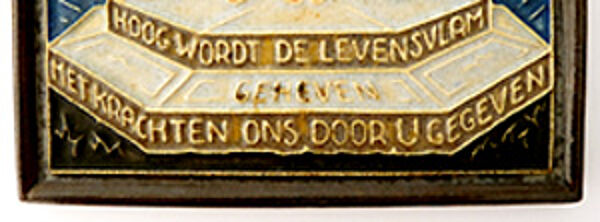 HOOG WORDT DE LEVENSVLAM
GEHEVEN
MET KRACHTEN ONS DOOR U GEGEVEN